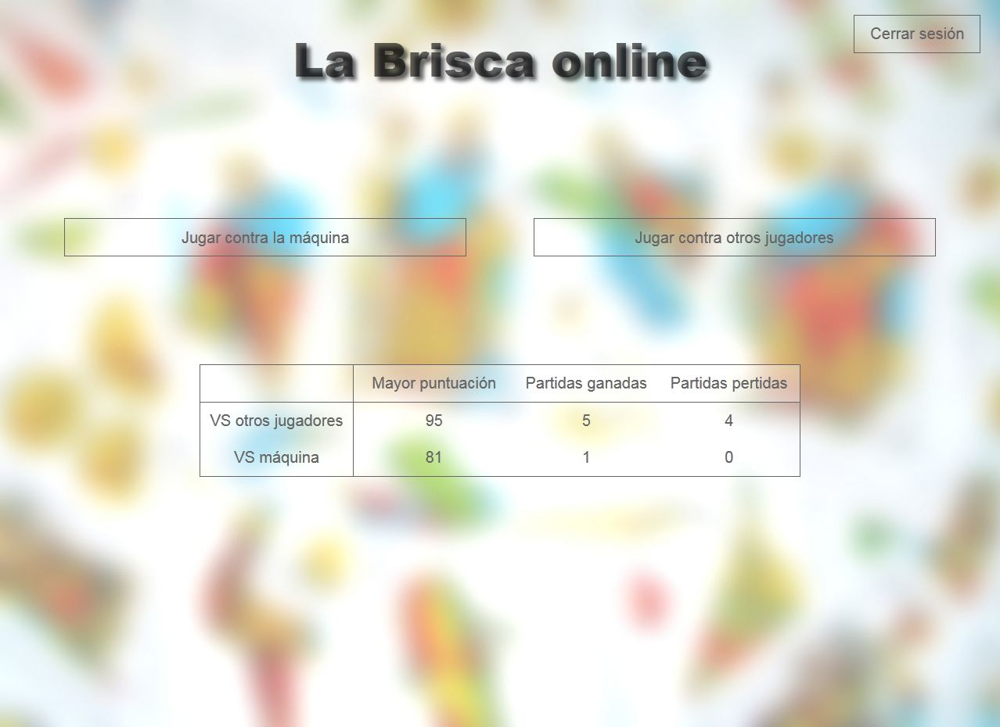 Cerrar sesión
La Brisca online
Jugar contra la máquina
Jugar contra otros jugadores
Mayor puntuación Partidas ganadas Partidas pertidas
VS otros jugadores 95 5 4
VS máquina 81 1 0